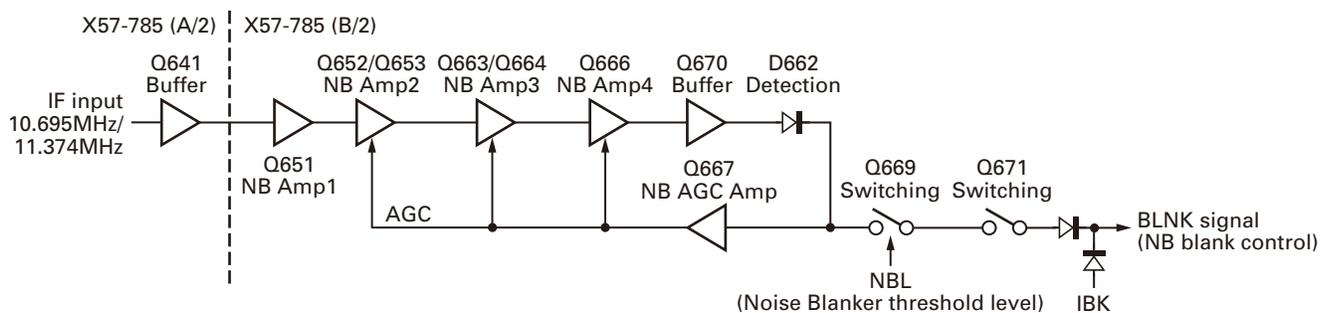 X57-785 (A/2)
X57-785 (B/2)
Q641
Buffer
Q652/Q653
NB Amp2
Q663/Q664
NB Amp3
Q666
NB Amp4
Q670
Buffer
D662
Detection
IF input
10.695MHz/
11.374MHz
Q651
NB Amp1
Q667
NB AGC Amp
Q669
Switching
Q671
Switching
AGC
BLNK signal
(NB blank control)
NBL
(Noise Blanker threshold level)
IBK